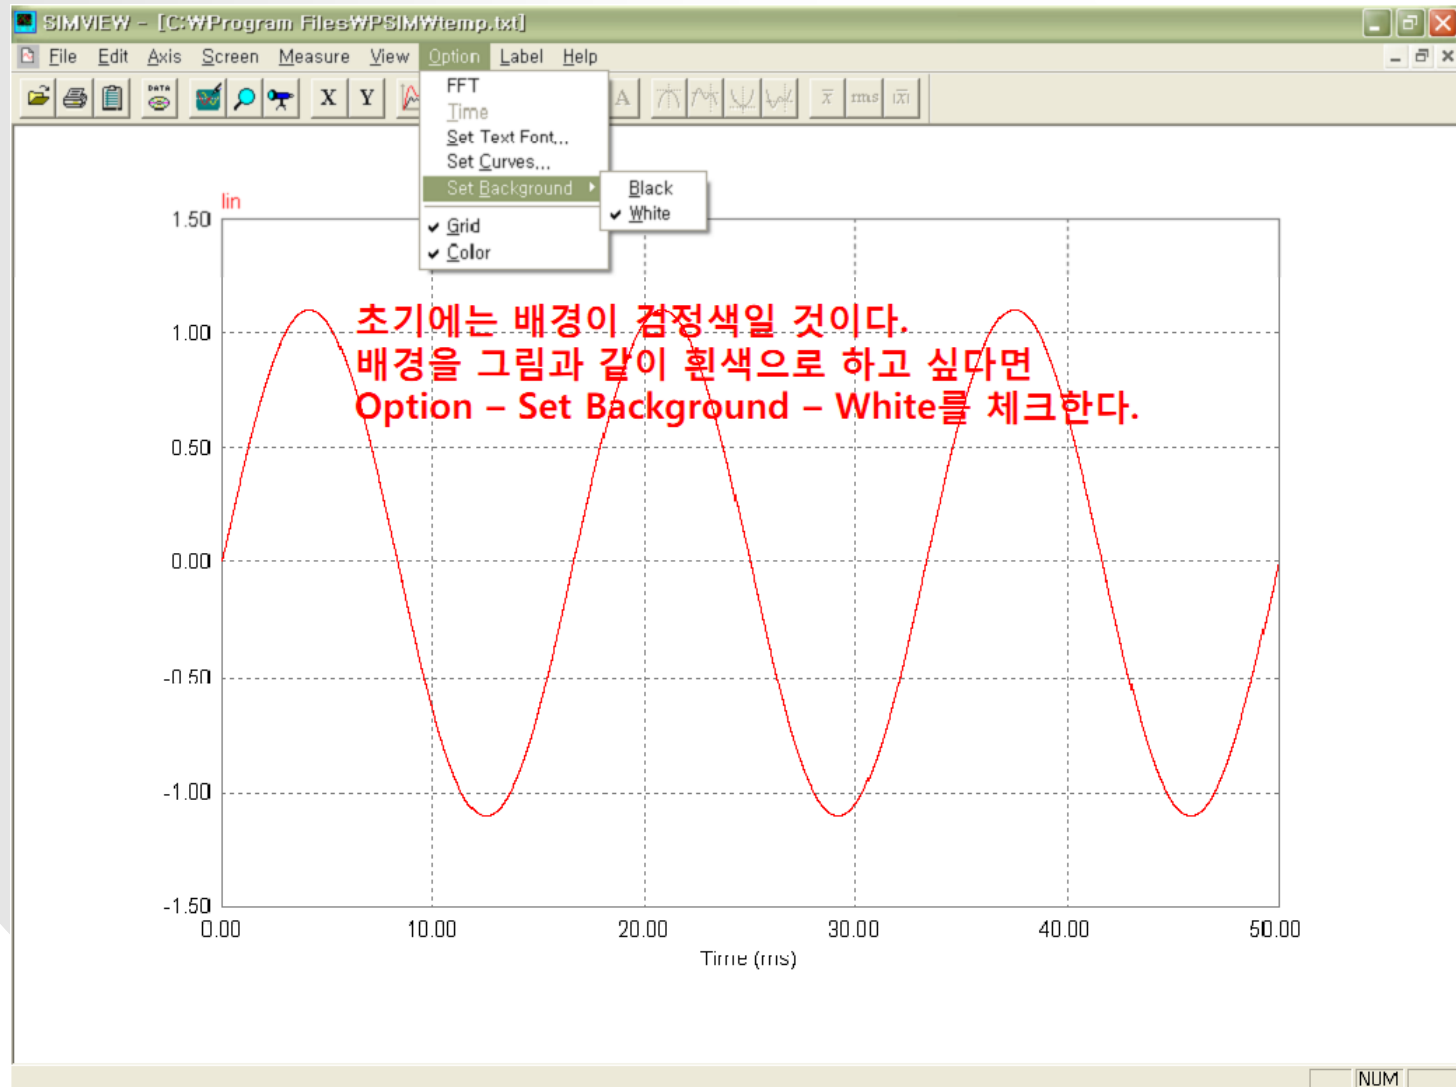 SIMVIEW - [C:₩Program Files₩PSIM₩temp.txt]
File Edit Axis Screen Measure View Option Label Help
DATA X Y A x̄ rms |x̄|
FFT
Time
Set Text Font...
Set Curves...
Set Background
Black
White
Grid
Color
Iin
초기에는 배경이 검정색일 것이다.
배경을 그림과 같이 흰색으로 하고 싶다면
Option – Set Background – White를 체크한다.
1.50
1.00
0.50
0.00
-0.50
-1.00
-1.50
0.00 10.00 20.00 30.00 40.00 50.00
Time (ms)
NUM